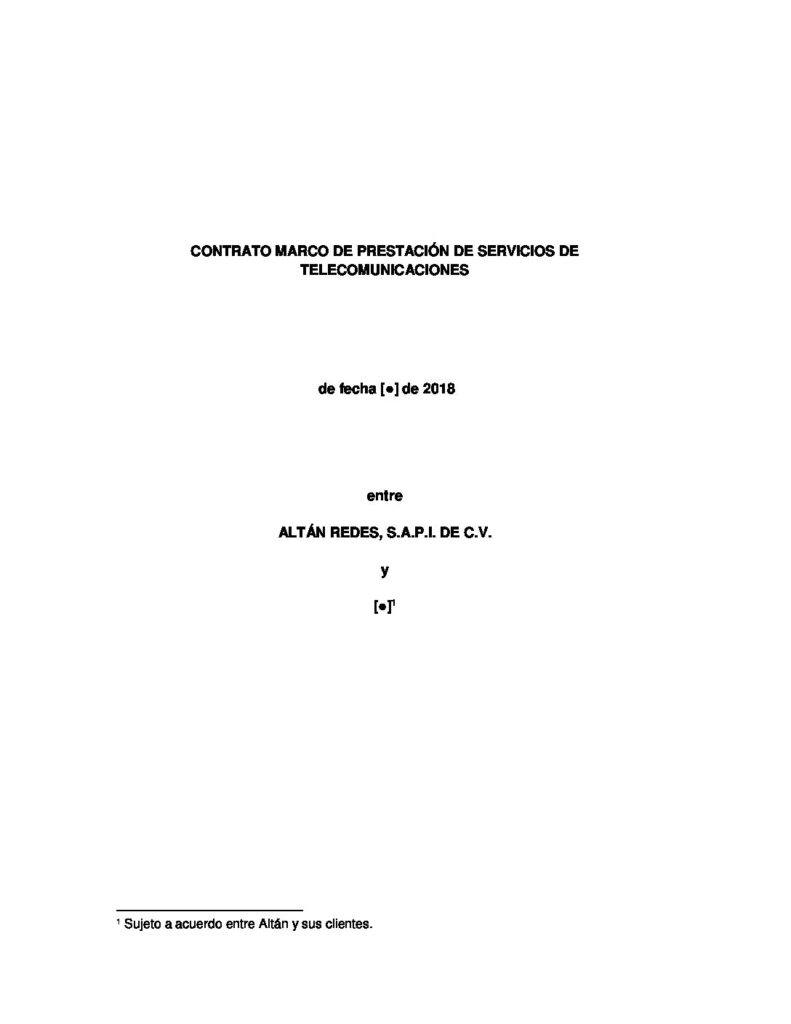 CONTRATO MARCO DE PRESTACIÓN DE SERVICIOS DE
TELECOMUNICACIONES
de fecha [●] de 2018
entre
ALTÁN REDES, S.A.P.I. DE C.V.
y
[●]¹
¹ Sujeto a acuerdo entre Altán y sus clientes.